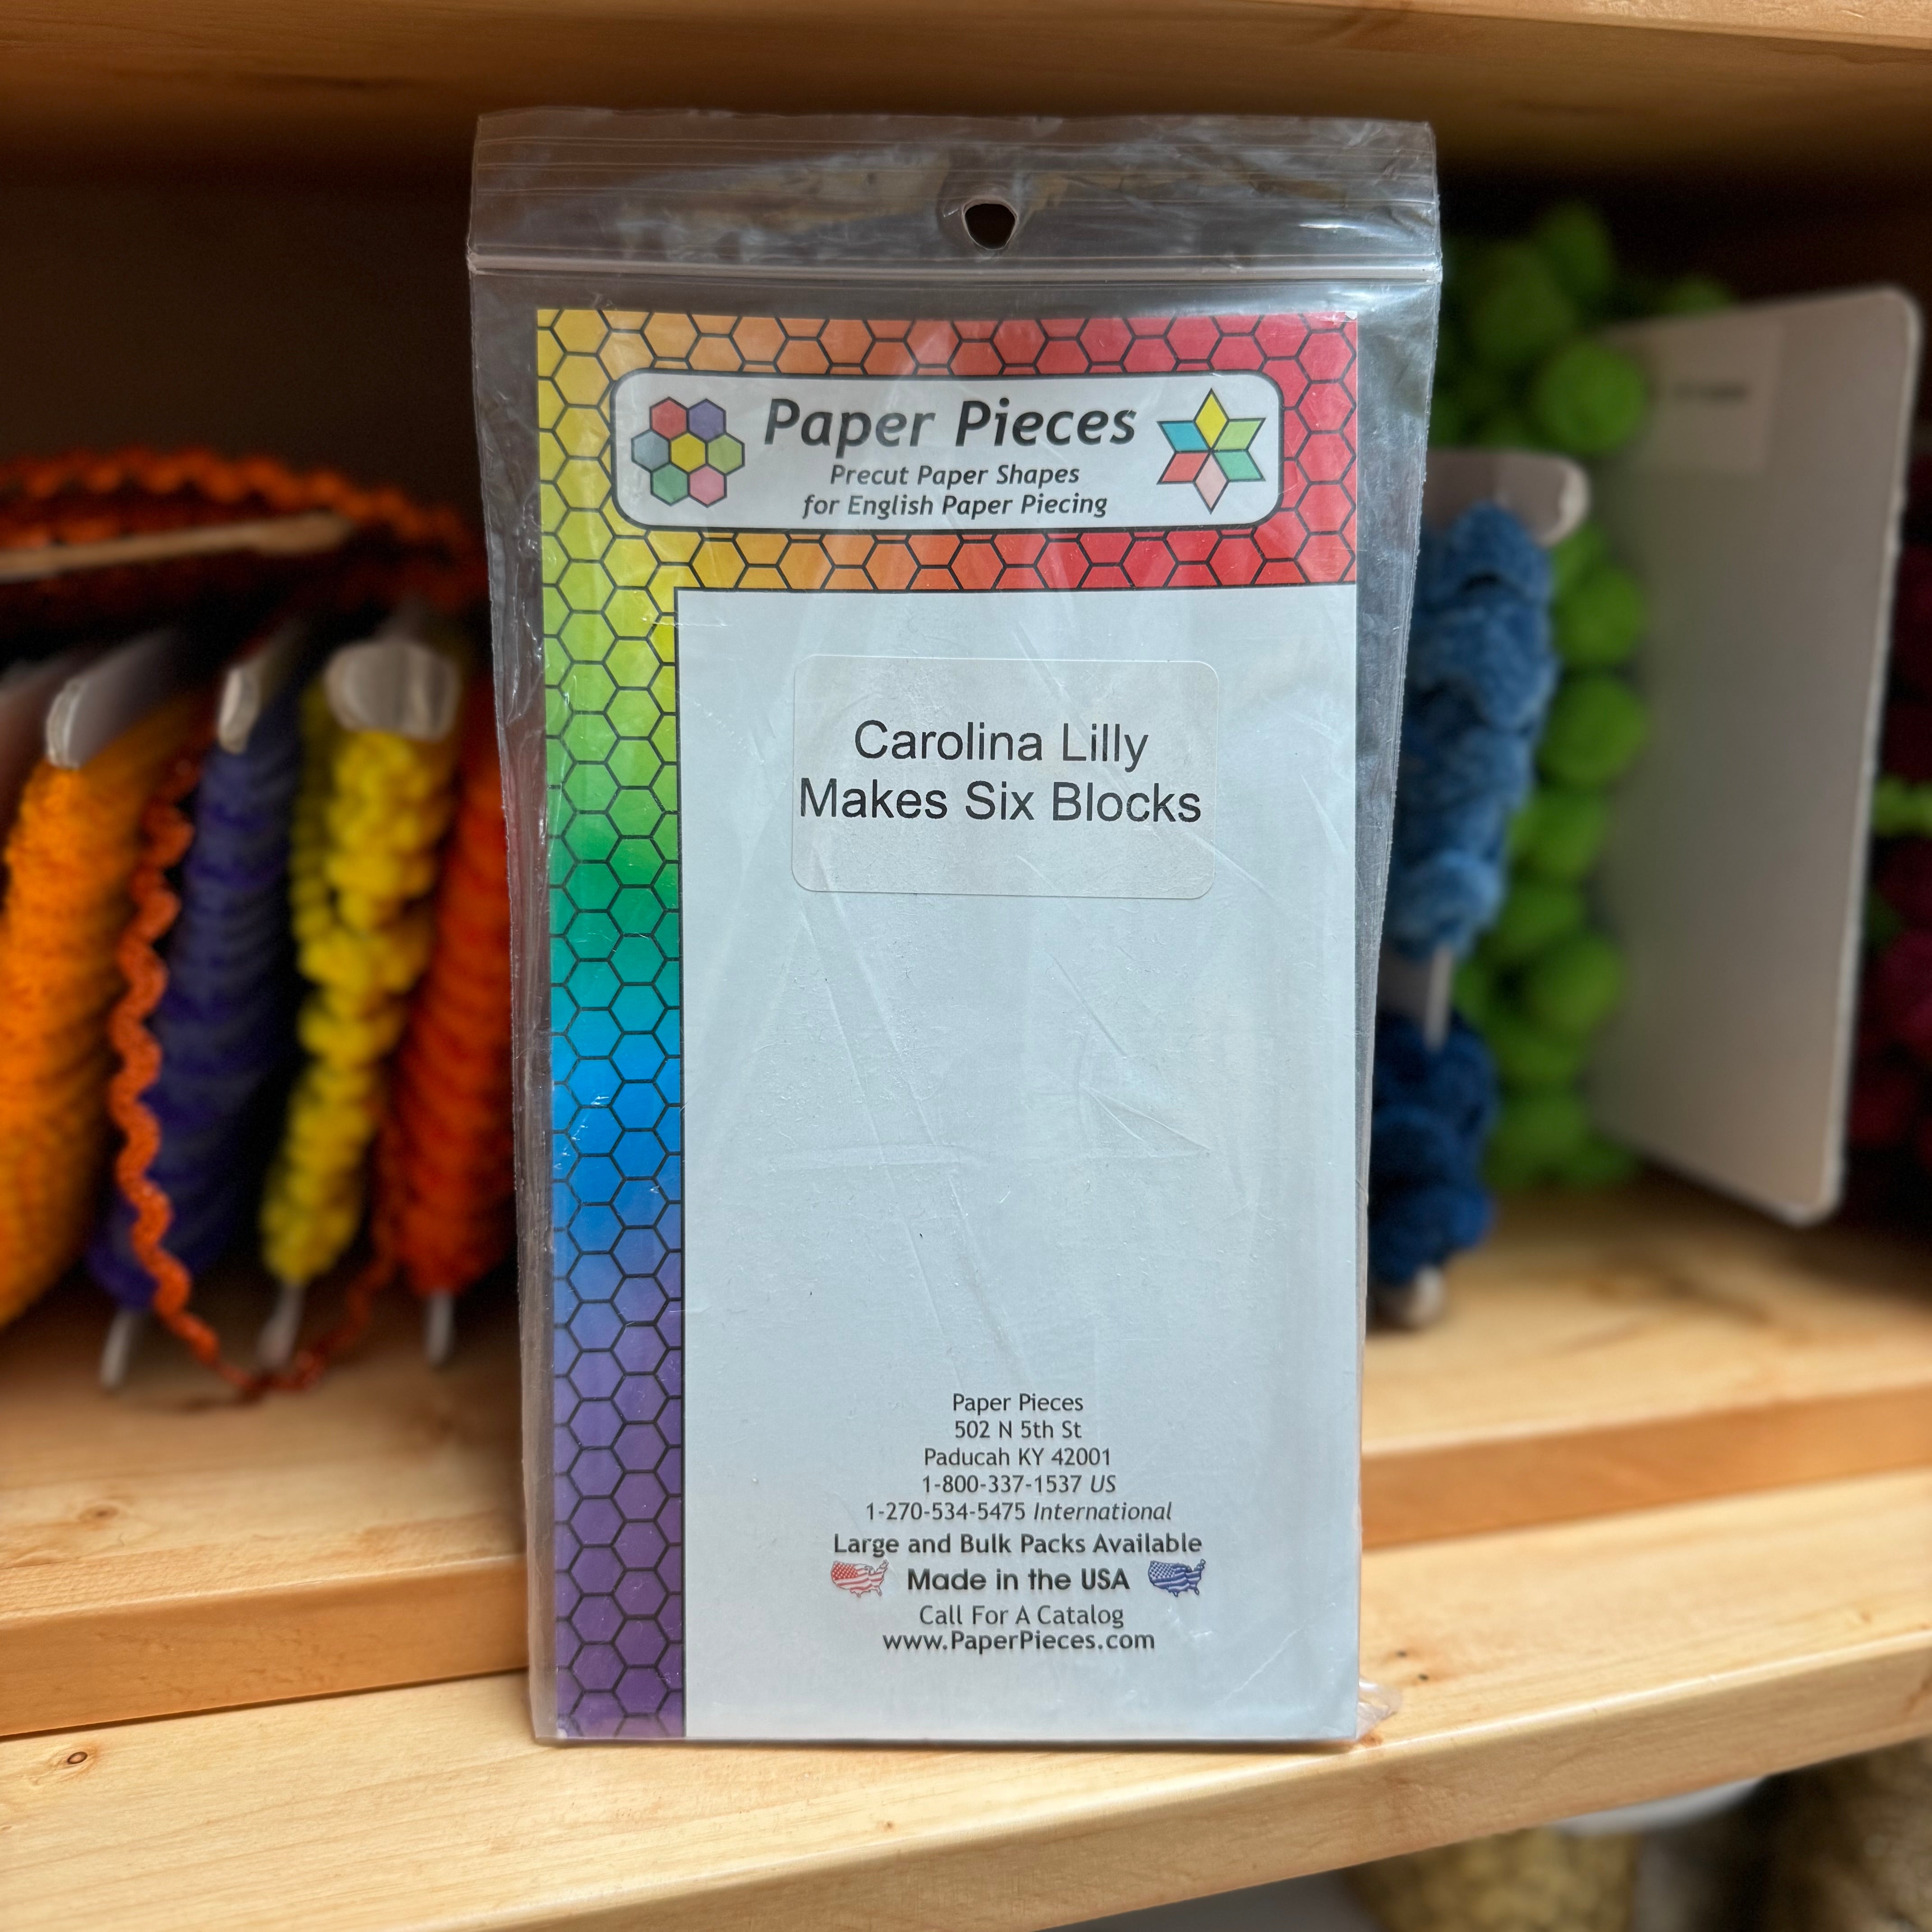 Paper Pieces
Precut Paper Shapes
for English Paper Piecing
Carolina Lilly
Makes Six Blocks
Paper Pieces
502 N 5th St
Paducah KY 42001
1-800-337-1537 US
1-270-534-5475 International
Large and Bulk Packs Available
Made in the USA
Call For A Catalog
www.PaperPieces.com